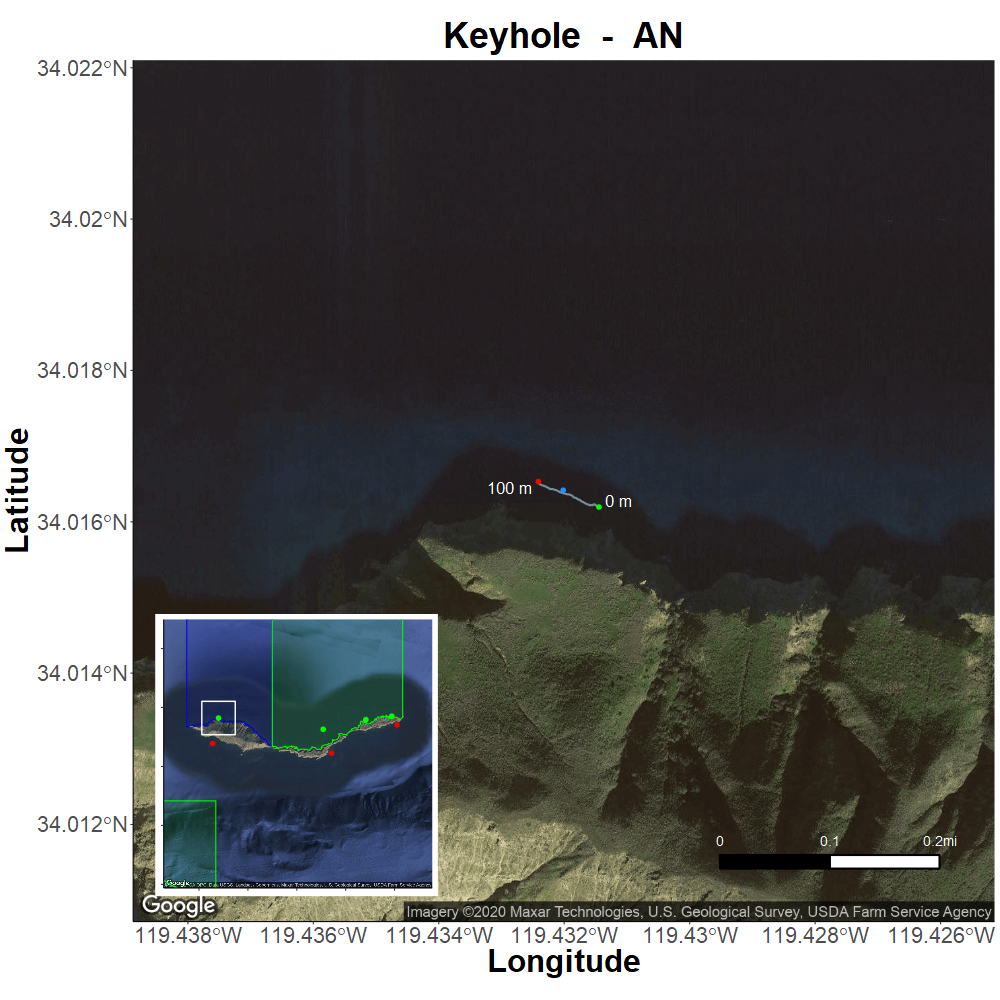 Keyhole - AN
34.022°N
34.02°N
34.018°N
34.016°N
34.014°N
34.012°N
Latitude
100 m
0 m
0 0.1 0.2mi
Google
Google
Imagery ©2020 Maxar Technologies, U.S. Geological Survey, USDA Farm Service Agency
119.438°W 119.436°W 119.434°W 119.432°W 119.43°W 119.428°W 119.426°W
Longitude